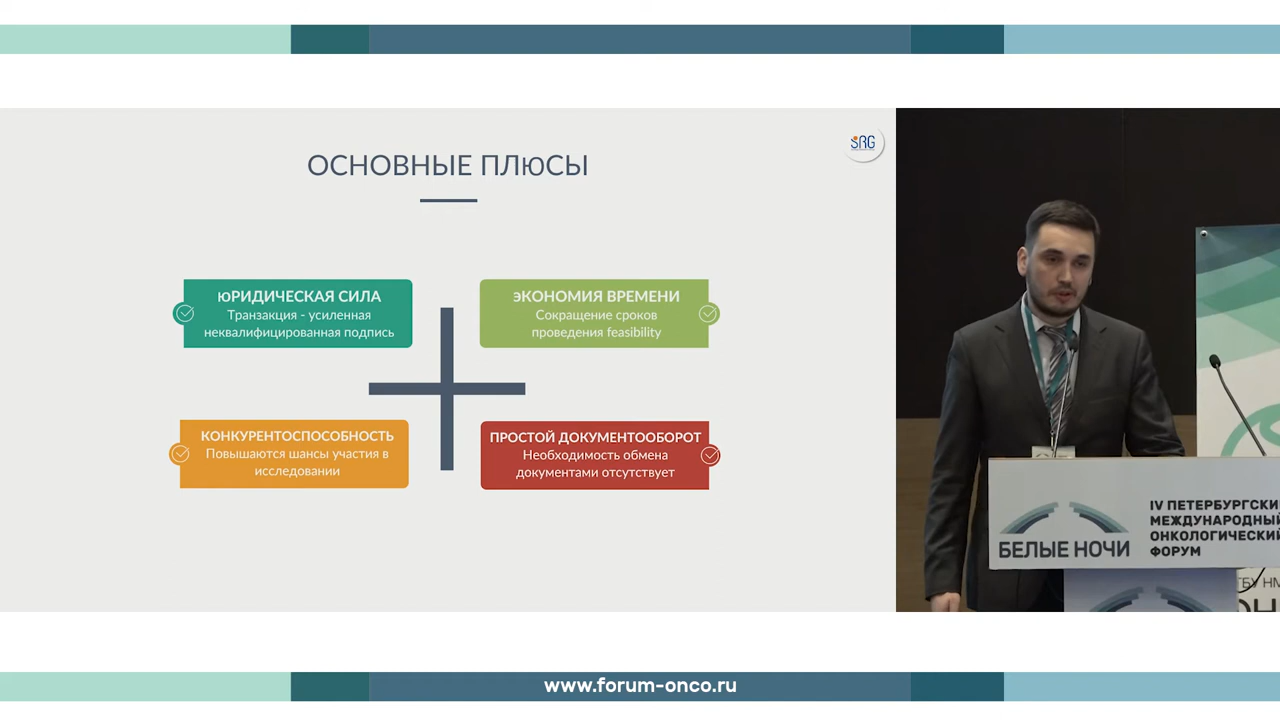 ОСНОВНЫЕ ПЛюСЫ
SRG
юРИДИЧЕСКАЯ СИЛА
Транзакция - усиленная
неквалифицированная подпись
эКОНОМИЯ ВРЕМЕНИ
Сокращение сроков
проведения feasibility
КОНКУРЕНТОСПОСОБНОСТЬ
Повышаются шансы участия в
исследовании
ПРОСТОЙ ДОКУМЕНТООБОРОТ
Необходимость обмена
документами отсутствует
БЕЛЫЕ НОЧИ
IV ПЕТЕРБУРГСКИ
МЕЖДУНАРОДНЫЙ
ОНКОЛОГИЧЕСКИЙ
ФОРУМ
www.forum-onco.ru